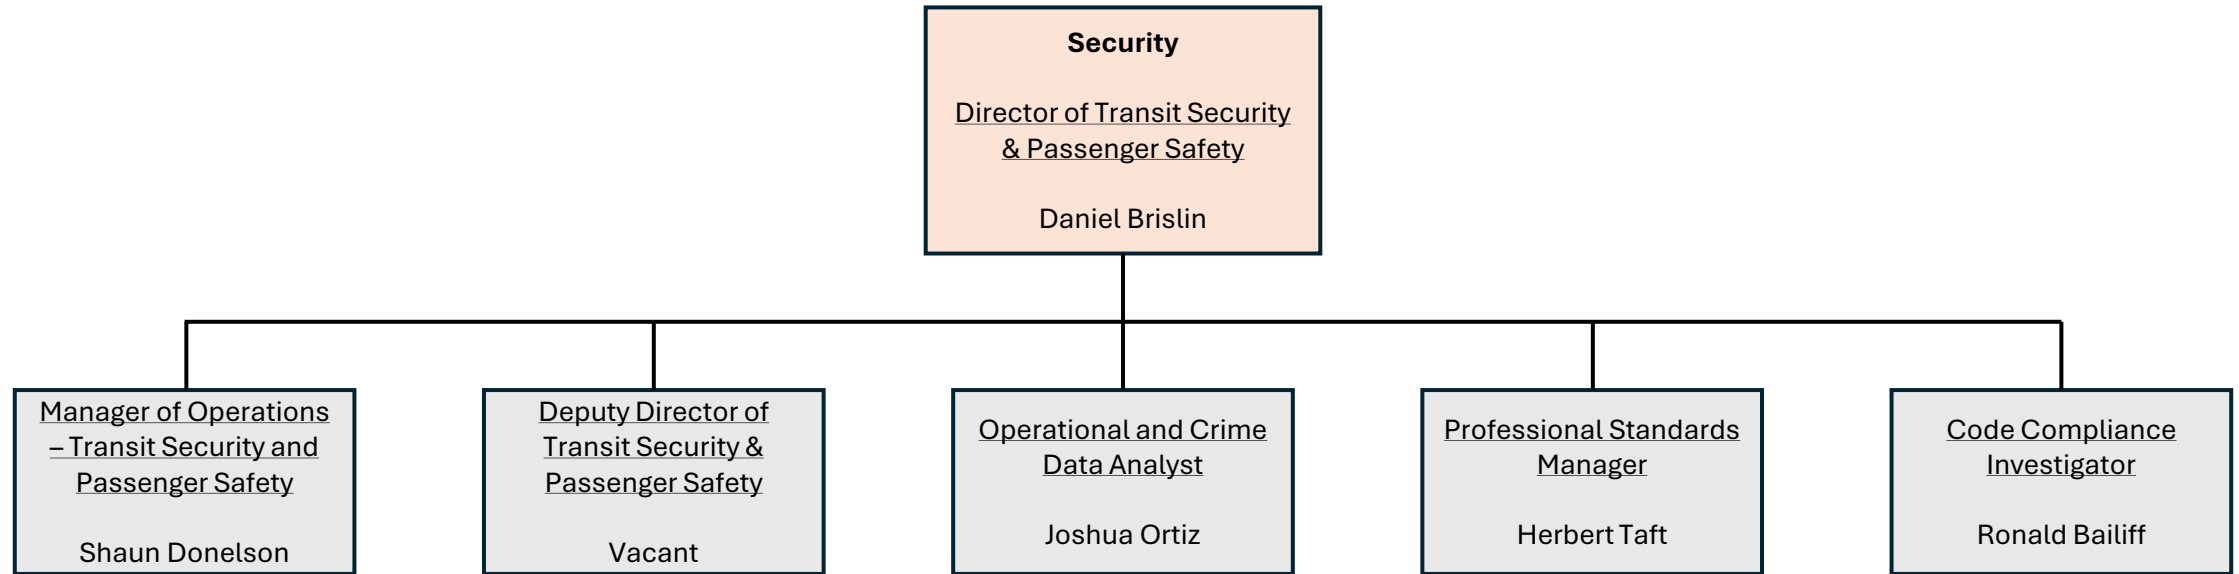 Security
Director of Transit Security
& Passenger Safety
Daniel Brislin
Manager of Operations
– Transit Security and
Passenger Safety
Shaun Donelson
Deputy Director of
Transit Security &
Passenger Safety
Vacant
Operational and Crime
Data Analyst
Joshua Ortiz
Professional Standards
Manager
Herbert Taft
Code Compliance
Investigator
Ronald Bailiff